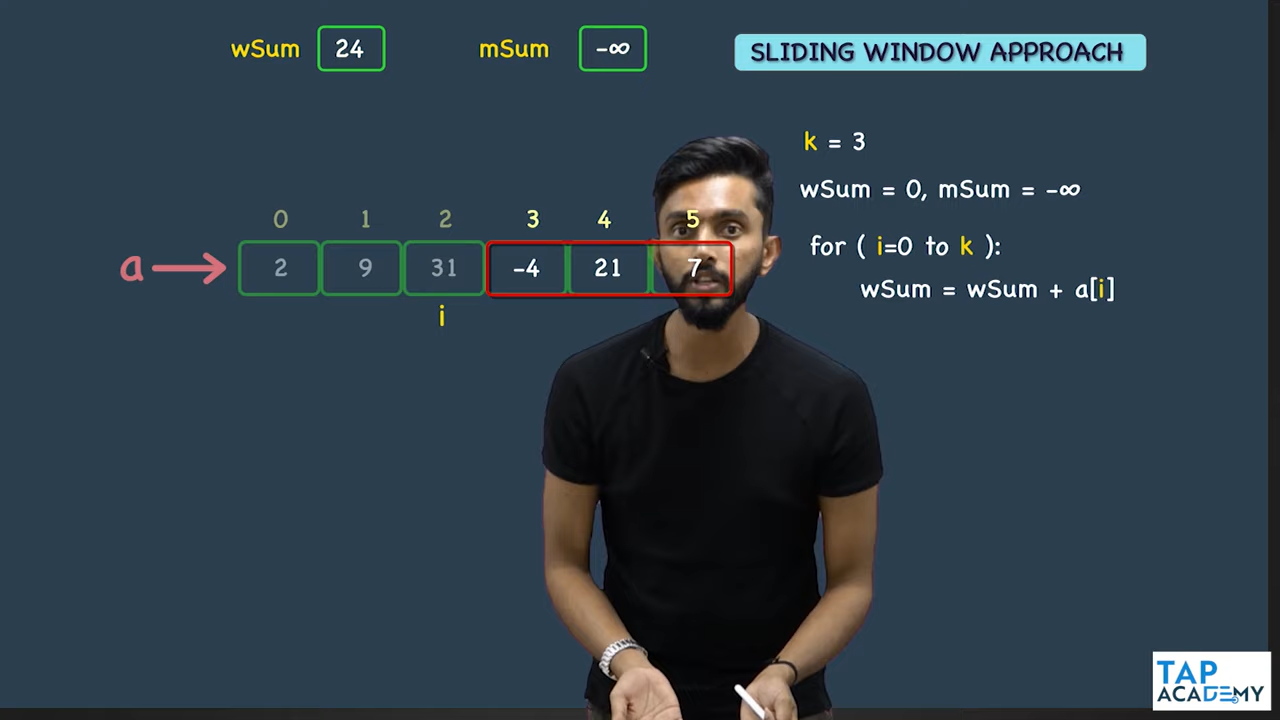 wSum 24 mSum -∞
SLIDING WINDOW APPROACH
k = 3
wSum = 0, mSum = -∞
for ( i=0 to k ):
wSum = wSum + a[i]
0 1 2 3 4 5
a 2 9 31 -4 21 7
i
TAP
ACADEMY